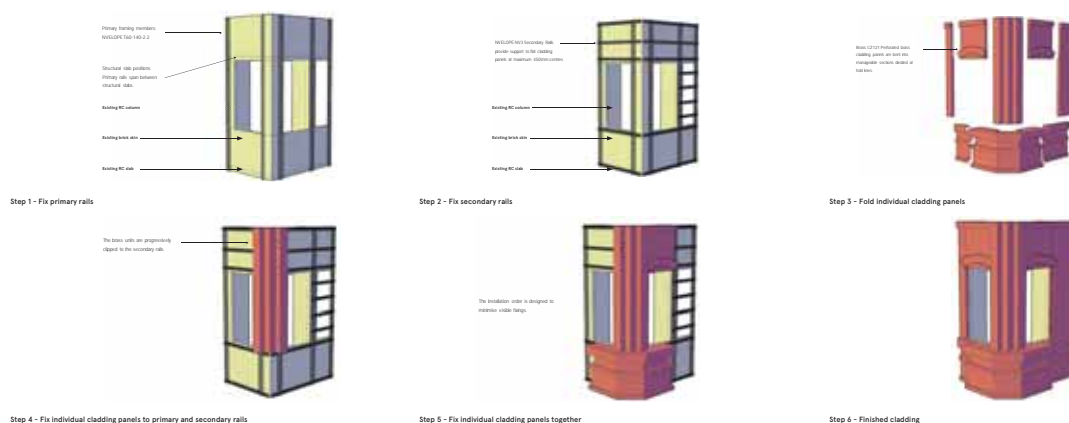 Primary framing members
NVELOPE T60-140-2.2
Structural slab positions
Primary rails span between
structural slabs.
Existing RC column
Existing brick skin
Existing RC slab
Step 1 - Fix primary rails
NVELOPE NV3 Secondary Rails
provide support to the cladding
panels at maximum 600mm centres
Existing RC column
Existing brick skin
Existing RC slab
Step 2 - Fix secondary rails
Brass CZ121 Perforated brass
cladding panels are bent into
manageable sections divided at
fold lines.
Step 3 - Fold individual cladding panels
The brass units are progressively
clipped to the secondary rails.
Step 4 - Fix individual cladding panels to primary and secondary rails
The installation order is designed to
minimise visible fixings.
Step 5 - Fix individual cladding panels together
Step 6 - Finished cladding